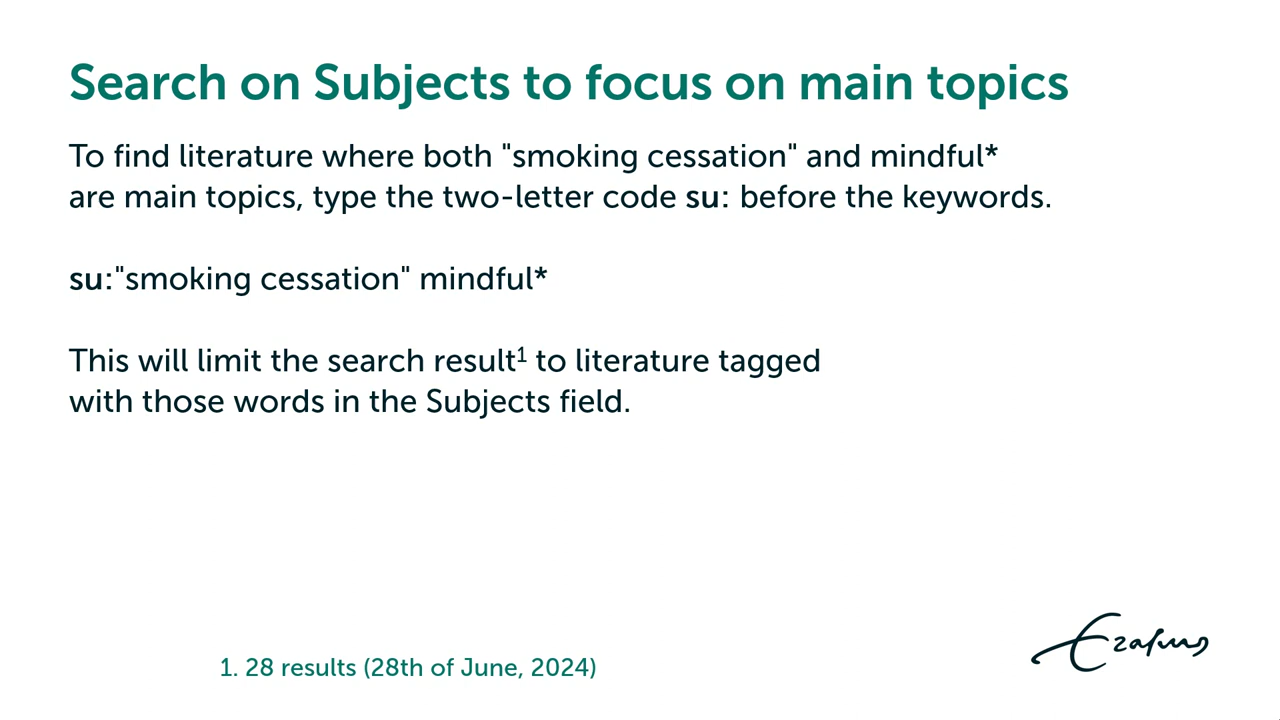 Search on Subjects to focus on main topics
To find literature where both "smoking cessation" and mindful*
are main topics, type the two-letter code su: before the keywords.
su:"smoking cessation" mindful*
This will limit the search result¹ to literature tagged
with those words in the Subjects field.
Erasmus
1. 28 results (28th of June, 2024)